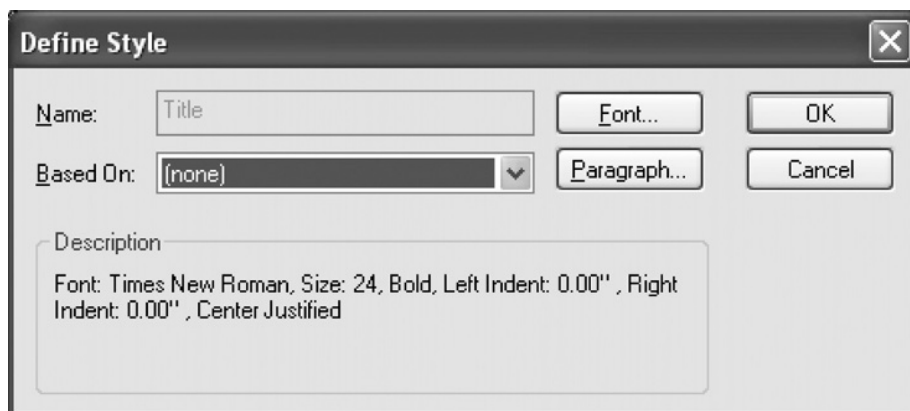 Define Style
Name: Title Font... OK
Based On: (none) Paragraph... Cancel
Description
Font: Times New Roman, Size: 24, Bold, Left Indent: 0.00" , Right
Indent: 0.00" , Center Justified